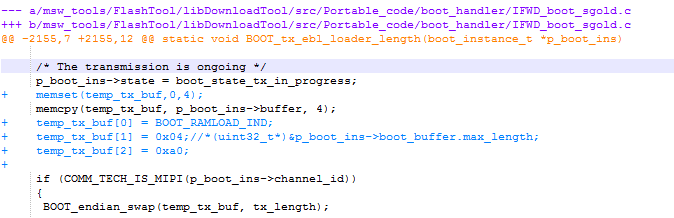 --- a/msw_tools/FlashTool/libDownloadTool/src/Portable_code/boot_handler/IFWD_boot_sgold.c
+++ b/msw_tools/FlashTool/libDownloadTool/src/Portable_code/boot_handler/IFWD_boot_sgold.c
@@ -2155,7 +2155,12 @@ static void BOOT_tx_ebl_loader_length(boot_instance_t *p_boot_ins)
/* The transmission is ongoing */
p_boot_ins->state = boot_state_tx_in_progress;
+ memset(temp_tx_buf,0,4);
memcpy(temp_tx_buf, p_boot_ins->buffer, 4);
+ temp_tx_buf[0] = BOOT_RAMLOAD_IND;
+ temp_tx_buf[1] = 0x04;//*(uint32_t*)&p_boot_ins->boot_buffer.max_length;
+ temp_tx_buf[2] = 0xa0;
+
if (COMM_TECH_IS_MIPI(p_boot_ins->channel_id))
{
BOOT_endian_swap(temp_tx_buf, tx_length);